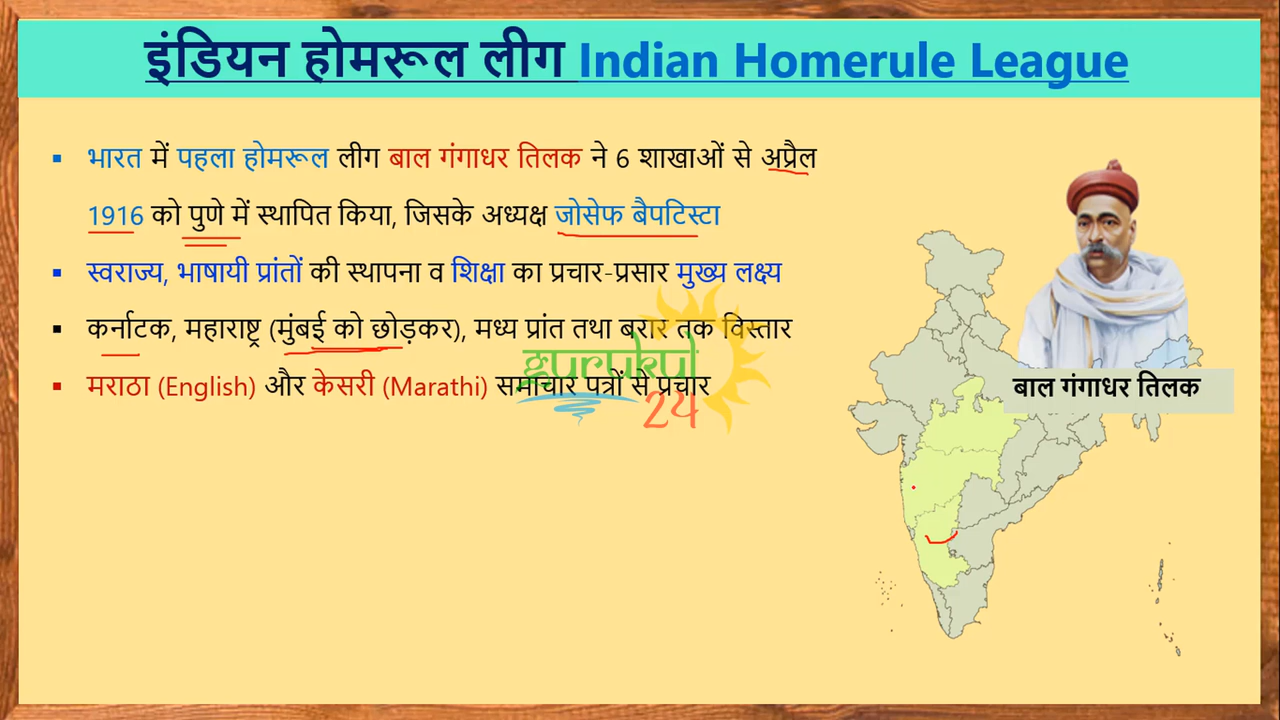 इंडियन होमरूल लीग Indian Homerule League
▪ भारत में पहला होमरूल लीग बाल गंगाधर तिलक ने 6 शाखाओं से अप्रैल
1916 को पुणे में स्थापित किया, जिसके अध्यक्ष जोसेफ बैपटिस्टा
▪ स्वराज्य, भाषायी प्रांतों की स्थापना व शिक्षा का प्रचार-प्रसार मुख्य लक्ष्य
▪ कर्नाटक, महाराष्ट्र (मुंबई को छोड़कर), मध्य प्रांत तथा बरार तक विस्तार
▪ मराठा (English) और केसरी (Marathi) समाचार पत्रों से प्रचार
gurukul
24
बाल गंगाधर तिलक